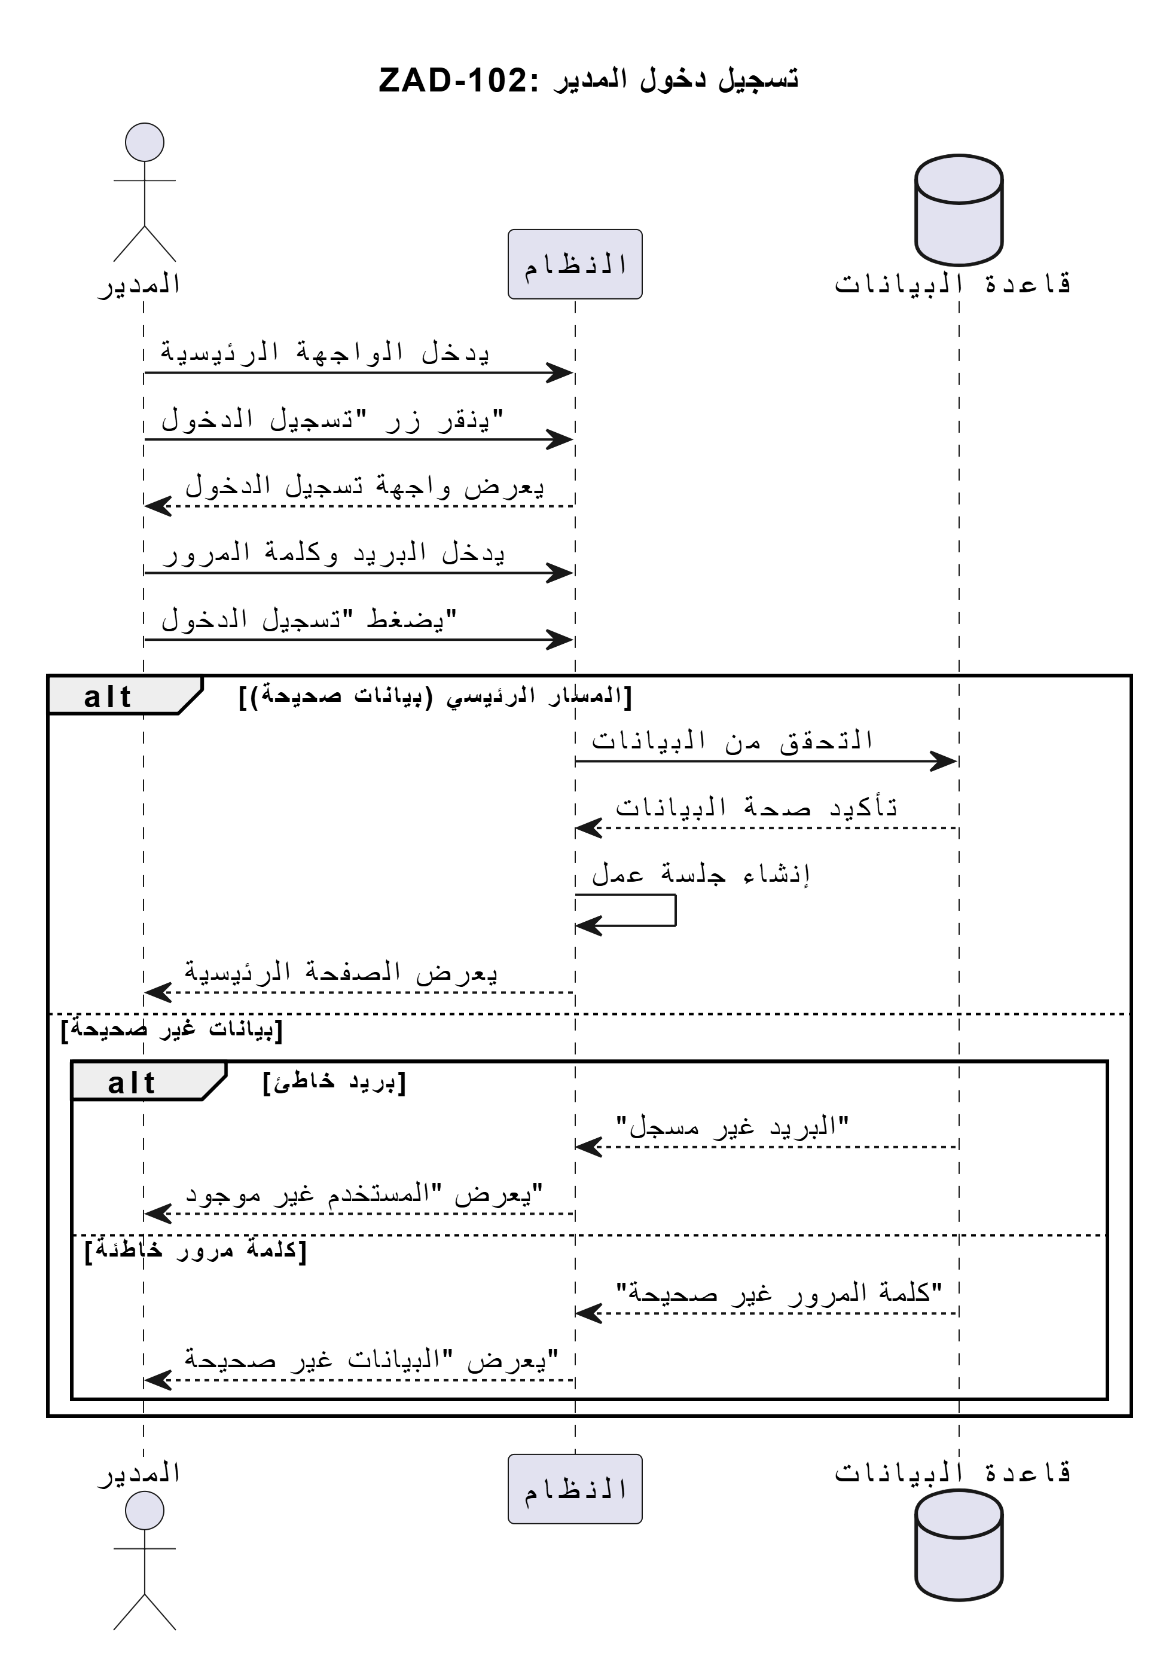 ZAD-102: تسجيل دخول المدير
المدير
النظام
قاعدة البيانات
يدخل الواجهة الرئيسية
ينقر زر "تسجيل الدخول"
يعرض واجهة تسجيل الدخول
يدخل البريد وكلمة المرور
يضغط "تسجيل الدخول"
alt
[المسار الرئيسي (بيانات صحيحة)]
التحقق من البيانات
تأكيد صحة البيانات
إنشاء جلسة عمل
يعرض الصفحة الرئيسية
[بيانات غير صحيحة]
alt
[بريد خاطئ]
"البريد غير مسجل"
يعرض "المستخدم غير موجود"
[كلمة مرور خاطئة]
"كلمة المرور غير صحيحة"
يعرض "البيانات غير صحيحة"
المدير
النظام
قاعدة البيانات